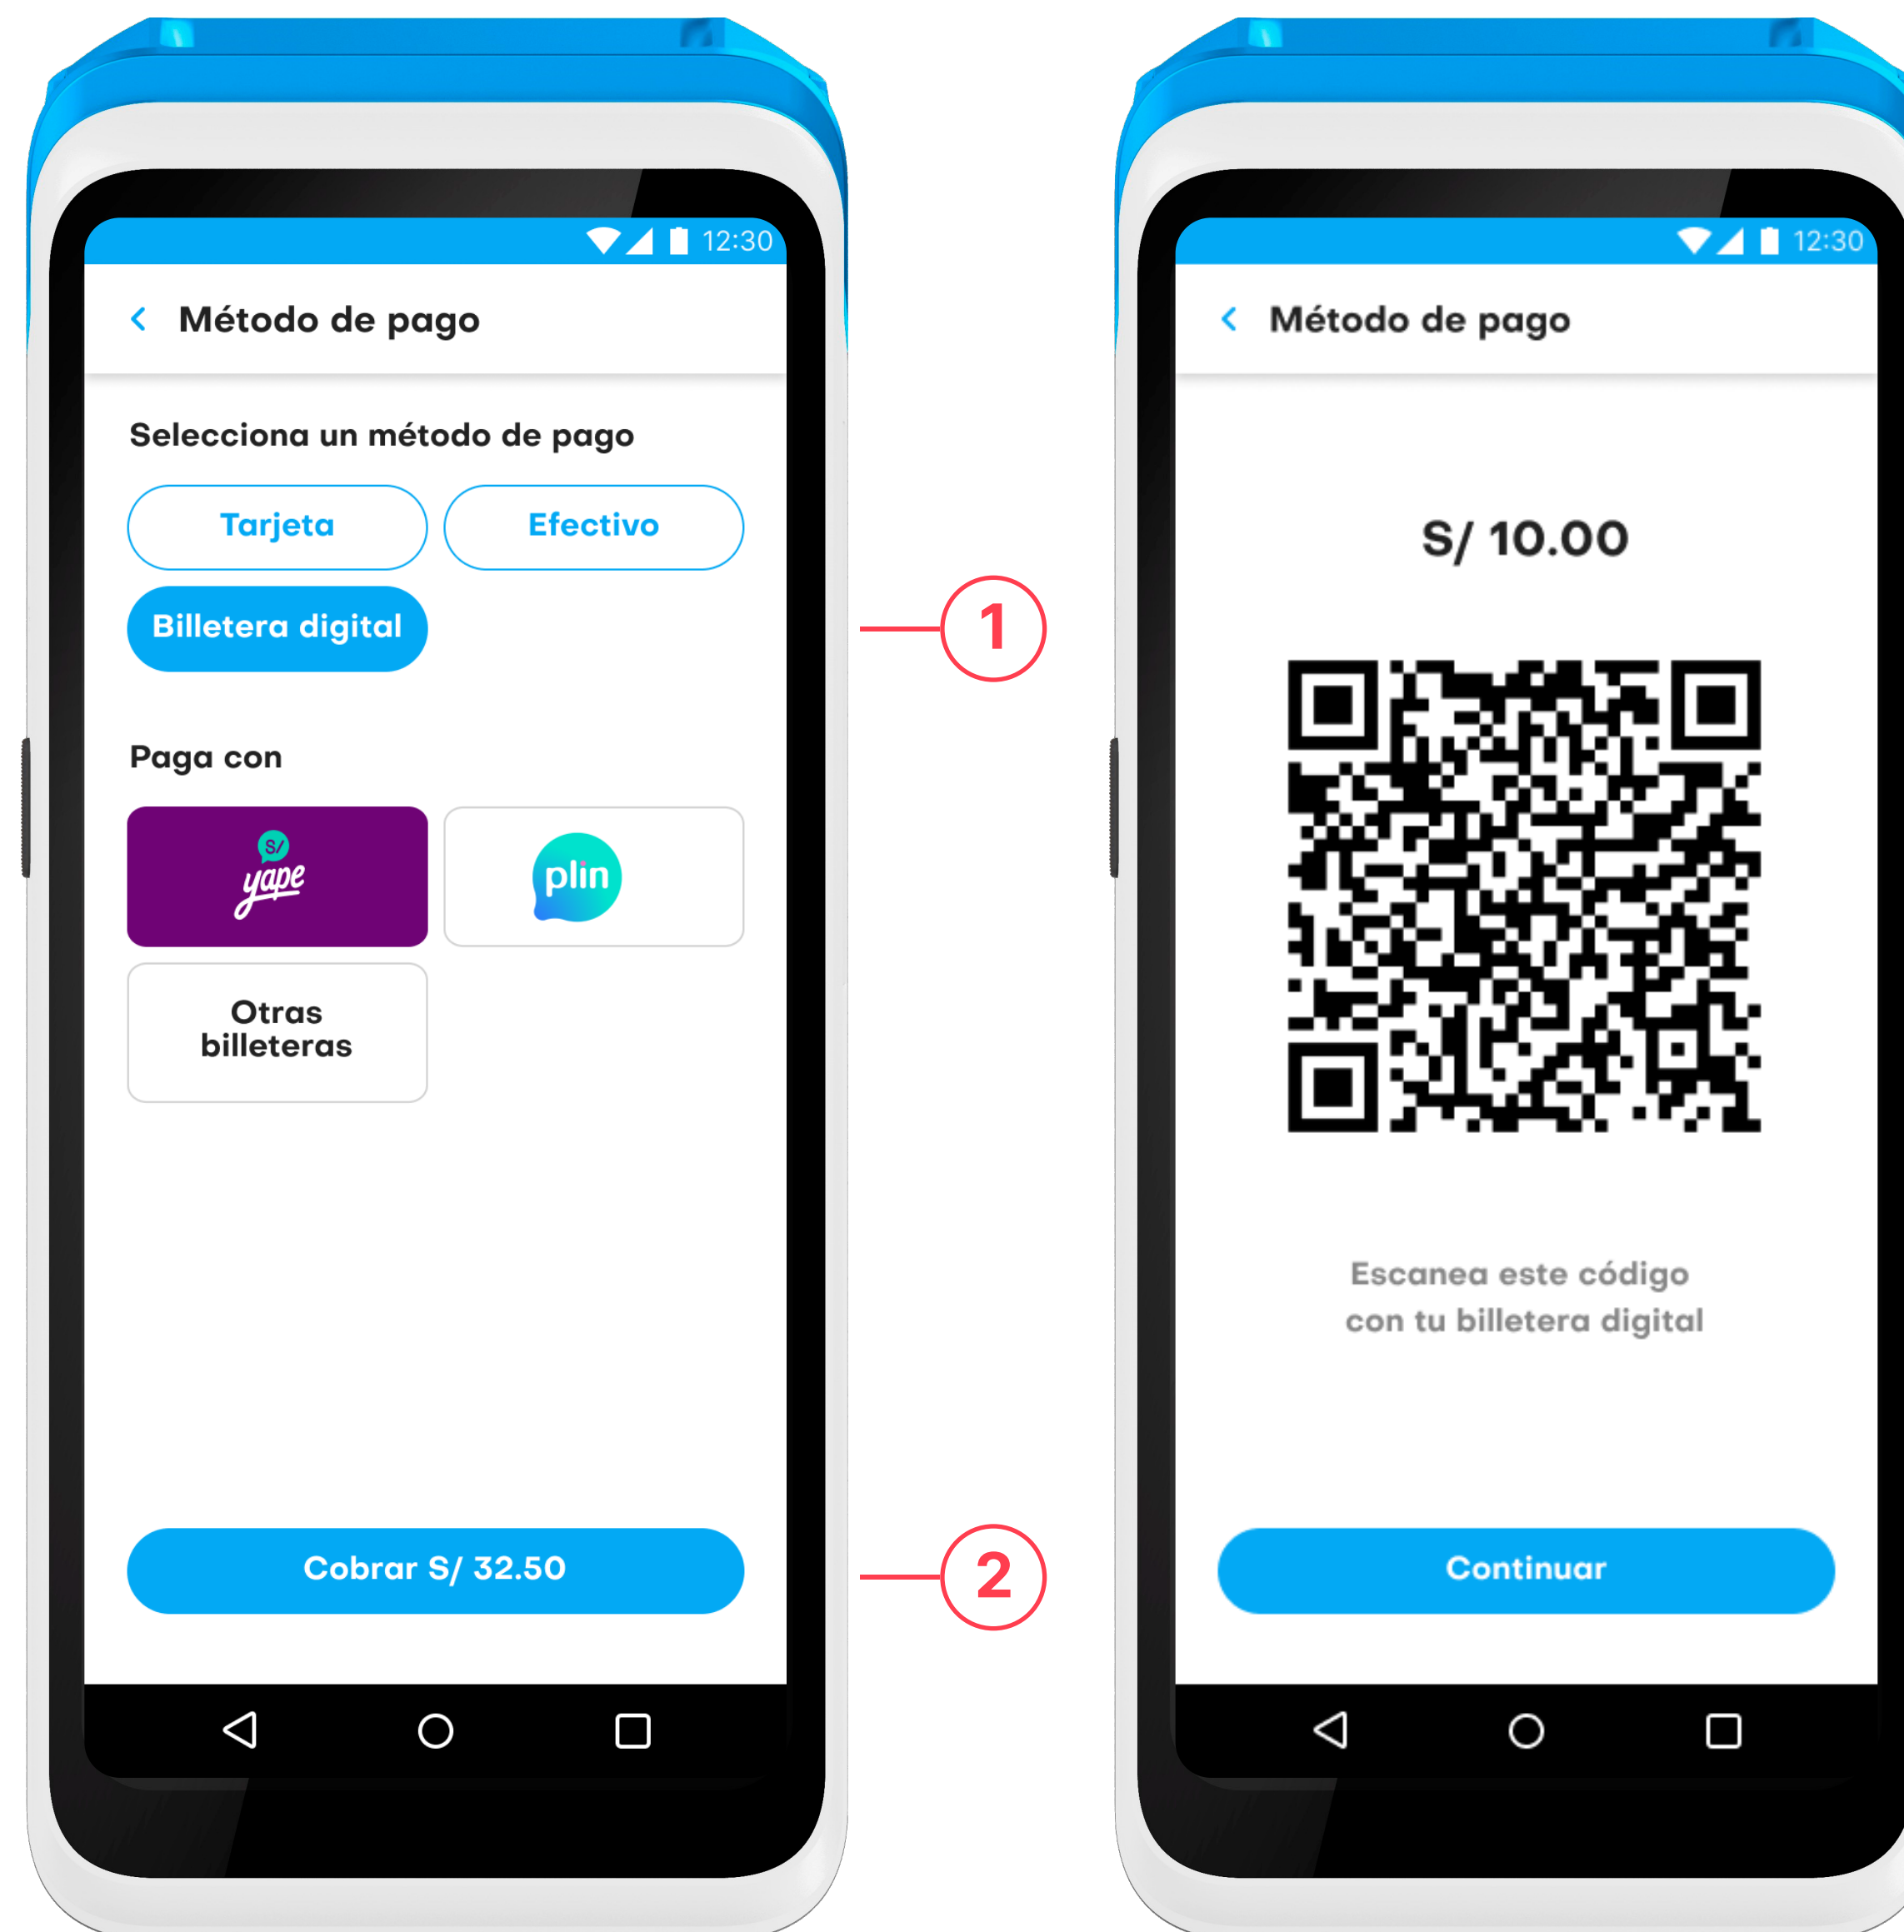 12:30
Método de pago
Selecciona un método de pago
Tarjeta
Efectivo
Billetera digital
Paga con
S/
yape
plin
Otras
billeteras
Cobrar S/ 32.50
1
2
12:30
Método de pago
S/ 10.00
Escanea este código
con tu billetera digital
Continuar